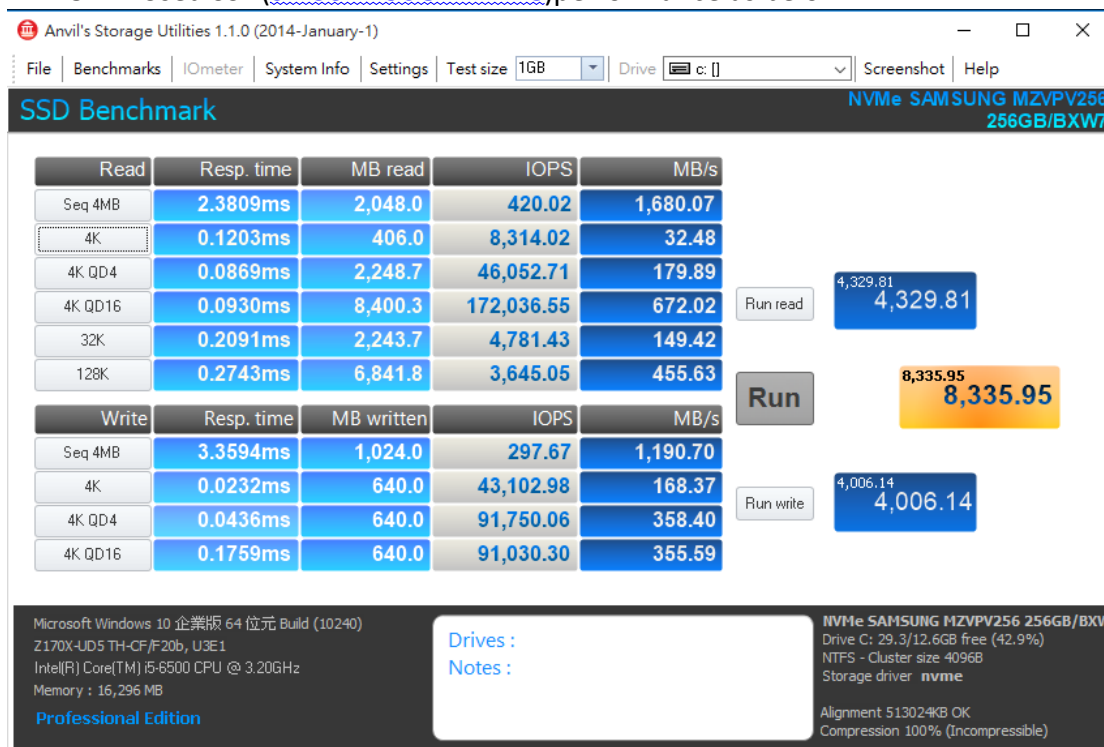 Anvil's Storage Utilities 1.1.0 (2014-January-1)
File Benchmarks IOmeter System Info Settings Test size 1GB Drive c: [] Screenshot Help
SSD Benchmark
NVMe SAMSUNG MZVPV256
256GB/BXW7
Read Resp. time MB read IOPS MB/s
Seq 4MB 2.3809ms 2,048.0 420.02 1,680.07
4K 0.1203ms 406.0 8,314.02 32.48
4K QD4 0.0869ms 2,248.7 46,052.71 179.89
4K QD16 0.0930ms 8,400.3 172,036.55 672.02
32K 0.2091ms 2,243.7 4,781.43 149.42
128K 0.2743ms 6,841.8 3,645.05 455.63
Run read
4,329.81
4,329.81
Run
8,335.95
8,335.95
Write Resp. time MB written IOPS MB/s
Seq 4MB 3.3594ms 1,024.0 297.67 1,190.70
4K 0.0232ms 640.0 43,102.98 168.37
4K QD4 0.0436ms 640.0 91,750.06 358.40
4K QD16 0.1759ms 640.0 91,030.30 355.59
Run write
4,006.14
4,006.14
Microsoft Windows 10 企業版 64 位元 Build (10240)
Z170X-UD5 TH-CF/F20b, U3E1
Intel(R) Core(TM) i5-6500 CPU @ 3.20GHz
Memory : 16,296 MB
Professional Edition
Drives :
Notes :
NVMe SAMSUNG MZVPV256 256GB/BXW
Drive C: 29.3/12.6GB free (42.9%)
NTFS - Cluster size 4096B
Storage driver nvme
Alignment 513024KB OK
Compression 100% (Incompressible)